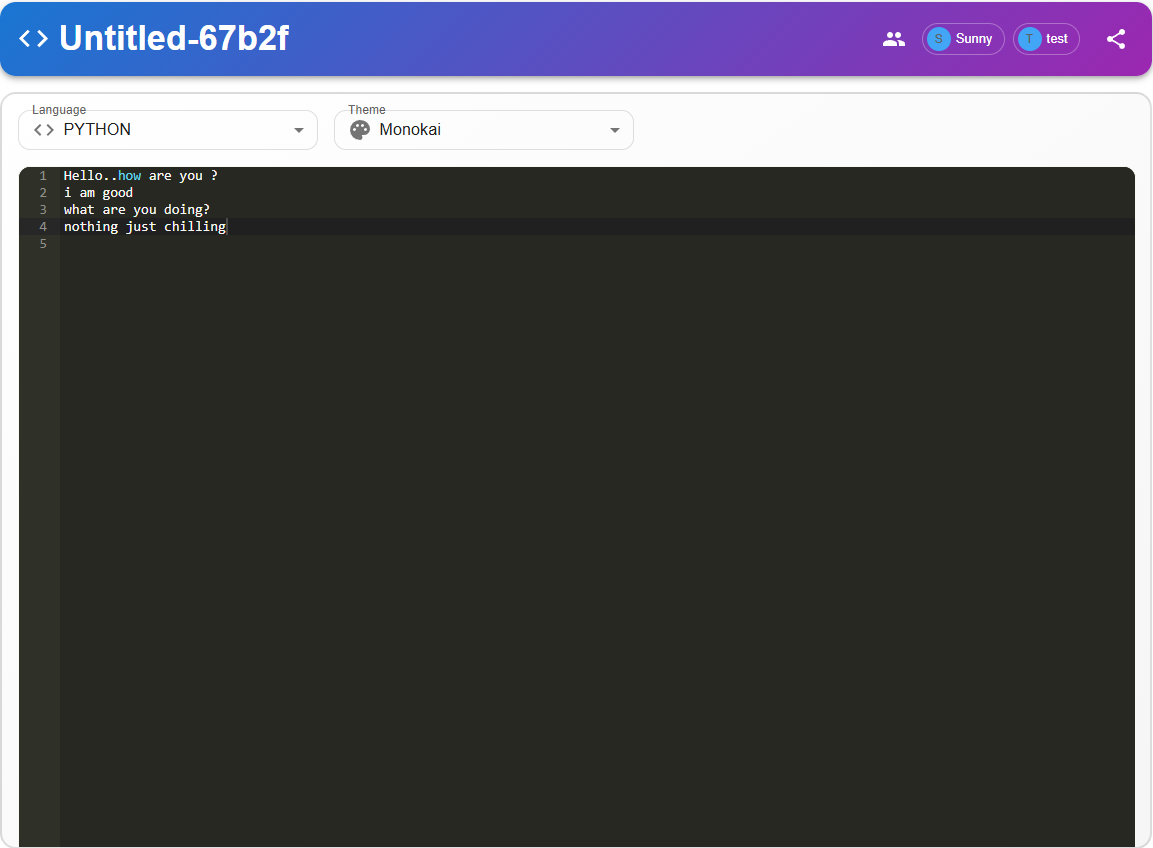 Untitled-67b2f
S Sunny
T test
Language
PYTHON
Theme
Monokai
1 Hello..how are you ?
2 i am good
3 what are you doing?
4 nothing just chilling
5